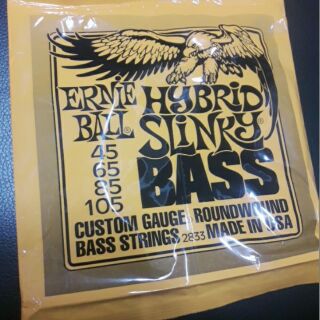 ERNIE BALL®
HYBRID
SLINKY®
BASS
45
65
85
105
CUSTOM GAUGE, ROUNDWOUND
BASS STRINGS 2833 MADE IN USA